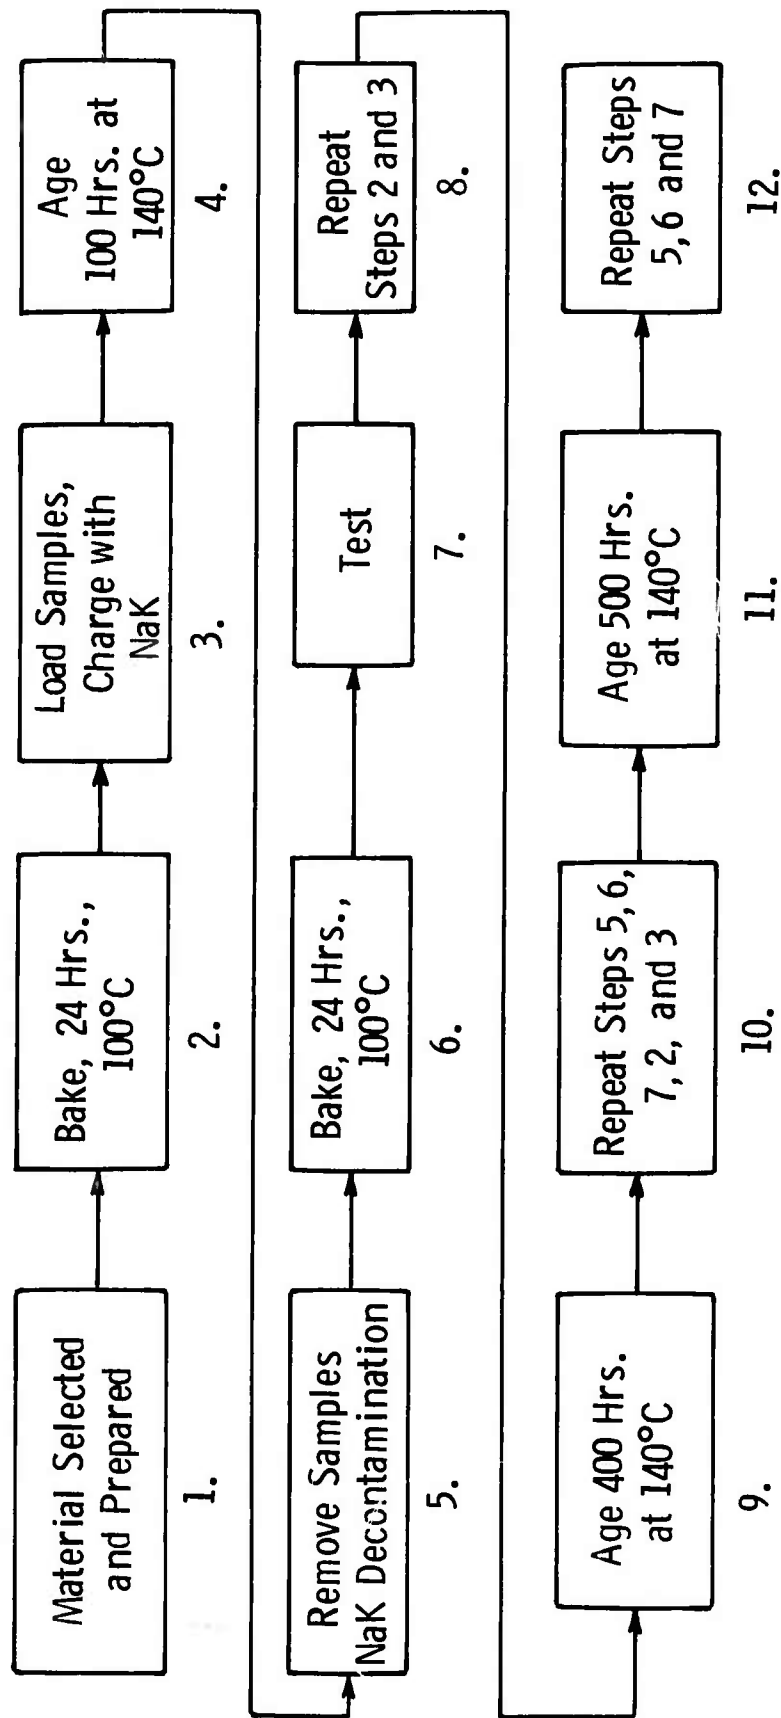 Material Selected
and Prepared
1.
Bake, 24 Hrs.,
100°C
2.
Load Samples,
Charge with
NaK
3.
Age
100 Hrs. at
140°C
4.
Remove Samples
NaK Decontamination
5.
Bake, 24 Hrs.,
100°C
6.
Test
7.
Repeat
Steps 2 and 3
8.
Age 400 Hrs.
at 140°C
9.
Repeat Steps 5, 6,
7, 2, and 3
10.
Age 500 Hrs.
at 140°C
11.
Repeat Steps
5, 6 and 7
12.